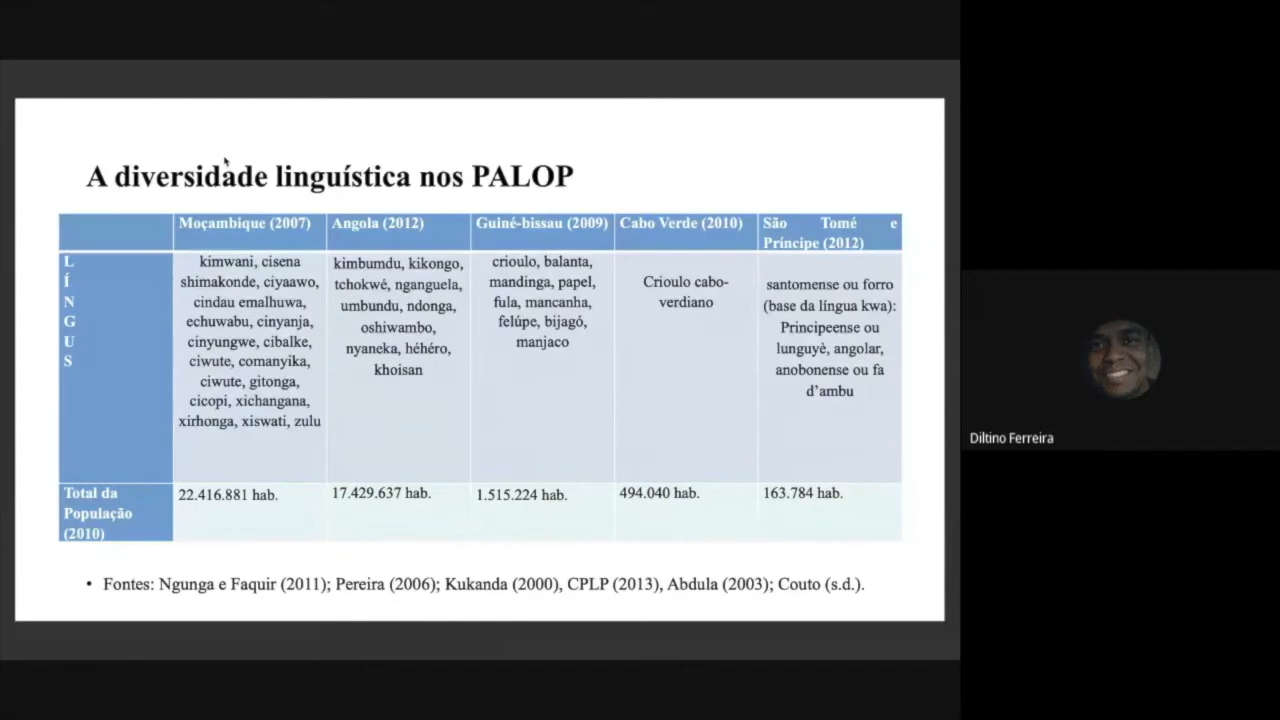 A diversidade linguística nos PALOP
Moçambique (2007)
Angola (2012)
Guiné-bissau (2009)
Cabo Verde (2010)
São Tomé e
Príncipe (2012)
L
Í
N
G
U
S
kimwani, cisena
shimakonde, ciyaawo,
cindau emalhuwa,
echuwabu, cinyanja,
cinyungwe, cibalke,
ciwute, comanyika,
ciwute, gitonga,
cicopi, xichangana,
xirhonga, xiswati, zulu
kimbumdu, kikongo,
tchokwé, nganguela,
umbundu, ndonga,
oshiwambo,
nyaneka, héhéro,
khoisan
crioulo, balanta,
mandinga, papel,
fula, mancanha,
felúpe, bijagó,
manjaco
Crioulo cabo-
verdiano
santomense ou forro
(base da língua kwa):
Principeense ou
lunguyè, angolar,
anobonense ou fa
d’ambu
Total da
População
(2010)
22.416.881 hab.
17.429.637 hab.
1.515.224 hab.
494.040 hab.
163.784 hab.
• Fontes: Ngunga e Faquir (2011); Pereira (2006); Kukanda (2000), CPLP (2013), Abdula (2003); Couto (s.d.).
Diltino Ferreira